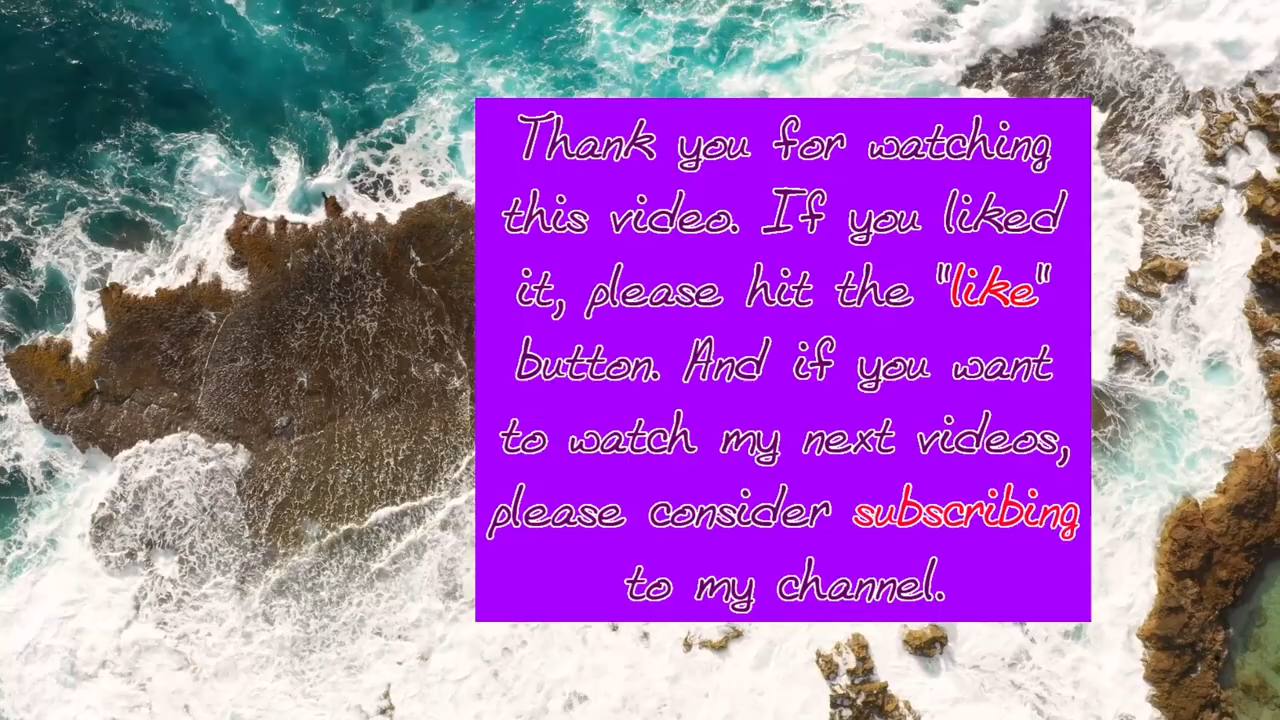 Thank you for watching
this video. If you liked
it, please hit the "like"
button. And if you want
to watch my next videos,
please consider subscribing
to my channel.